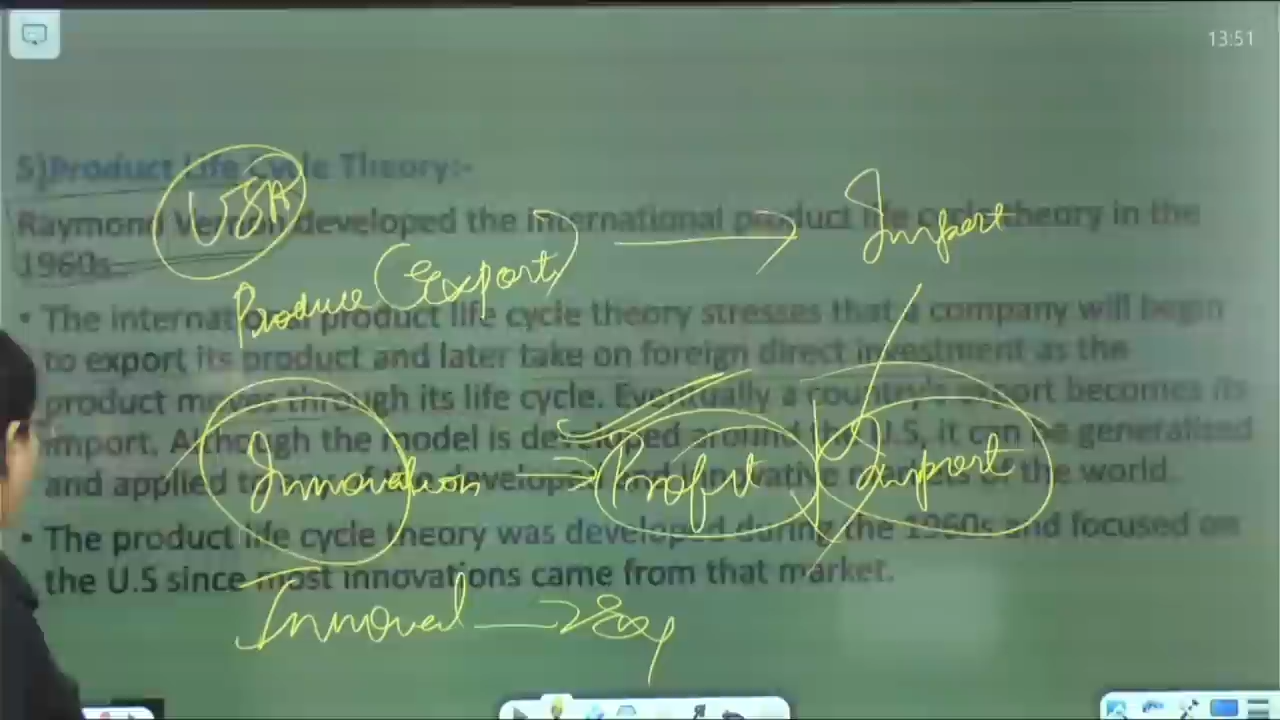 13:51
5)Product Life Cycle Theory:-
USA
Raymond Vernon developed the international product life cycle theory in the
Import
1960s.
Produce (Export)
• The international product life cycle theory stresses that a company will begin
to export its product and later take on foreign direct investment as the
product moves through its life cycle. Eventually a country's export becomes its
import. Although the model is developed around the U.S, it can be generalised
and applied to any of the developed and innovative markets of the world.
Innovation Profit Import
• The product life cycle theory was developed during the 1960s and focused on
the U.S since most innovations came from that market.
Innoval Exp